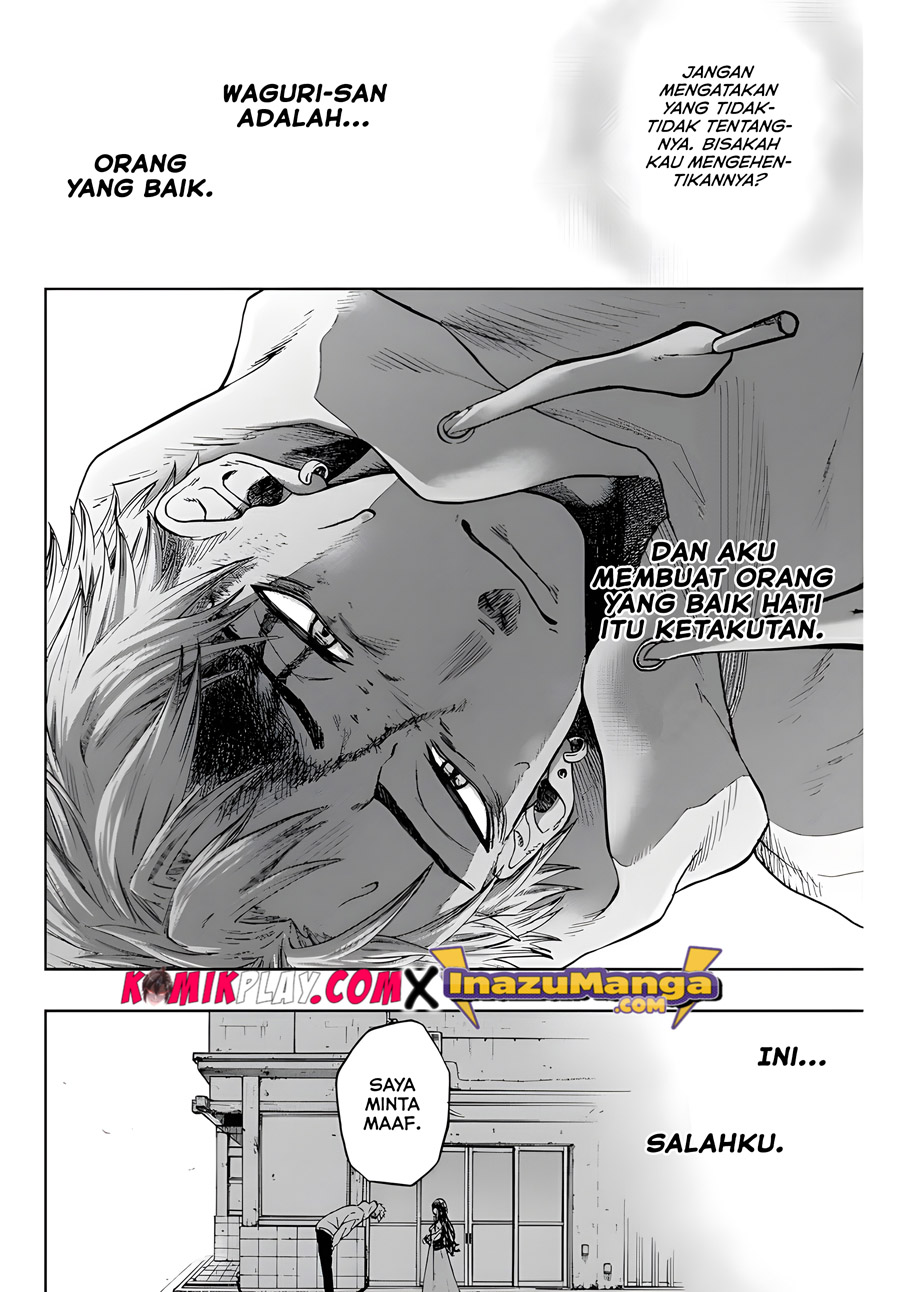 JANGAN
MENGATAKAN
YANG TIDAK-
TIDAK TENTANG-
NYA. BISAKAH
KAU MENGEHEN-
TIKANNYA?
WAGURI-SAN
ADALAH...
ORANG
YANG BAIK.
DAN AKU
MEMBUAT ORANG
YANG BAIK HATI
ITU KETAKUTAN.
KOMIKPLAY.COM X INAZUMANGA
.COM
INI...
SALAHKU.
SAYA
MINTA
MAAF.